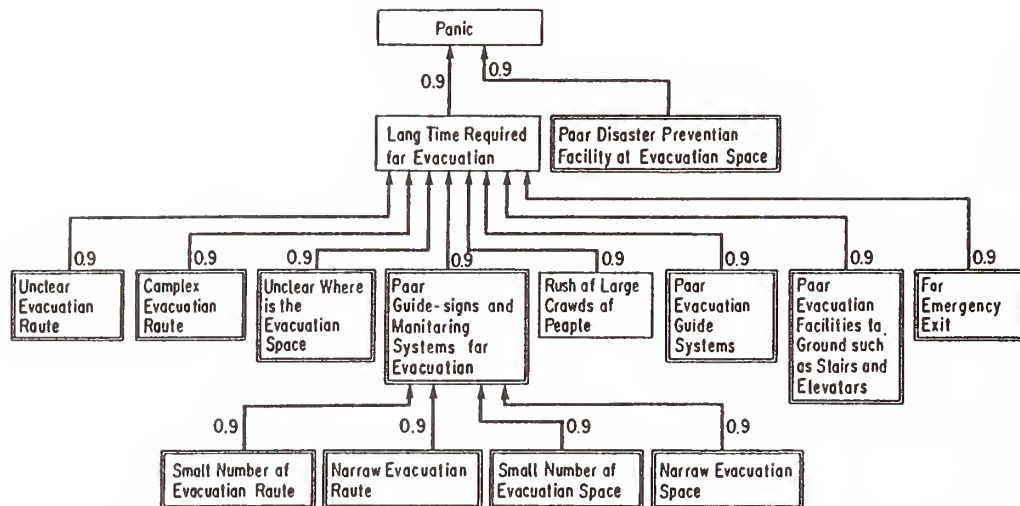 Panic
0.9
0.9
Lang Time Required
far Evacuation
Paar Disaster Preventian
Facility at Evacuatian Space
0.9
0.9
0.9
0.9
0.9
0.9
0.9
0.9
Unclear
Evacuatian
Raute
Camplex
Evacuatian
Raute
Unclear Where
is the
Evacuatian
Space
Paar
Guide-signs and
Manitaring
Systems far
Evacuatian
Rush af Large
Crawds af
Peaple
Paar
Evacuatian
Guide
Systems
Paar
Evacuatian
Facilities ta
Graund such
as Stairs and
Elevatars
Far
Emergency
Exit
0.9
0.9
0.9
0.9
Small Number af
Evacuatian Raute
Narraw Evacuatian
Raute
Small Number af
Evacuatian Space
Narraw Evacuatian
Space